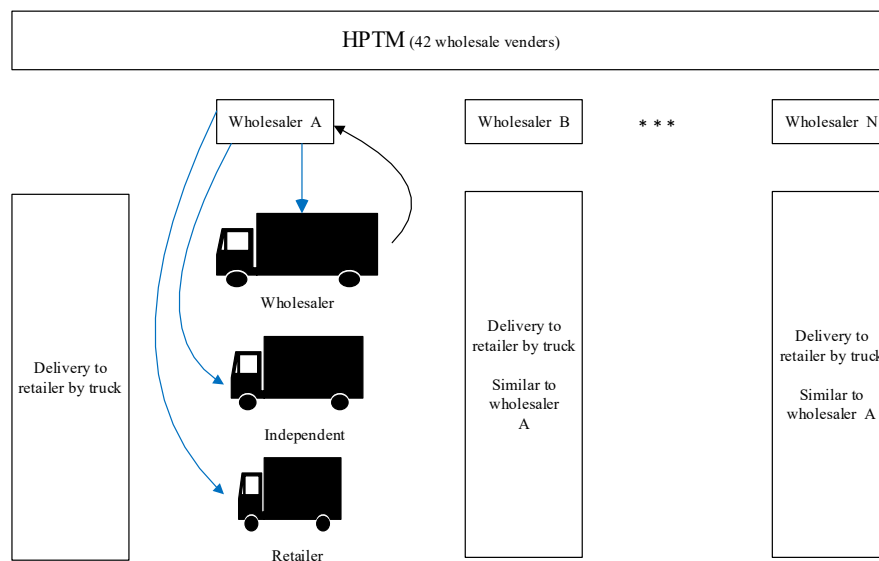 HPTM (42 wholesale venders)
Wholesaler A
Wholesaler B
* * *
Wholesaler N
Delivery to
retailer by truck
Wholesaler
Independent
Retailer
Delivery to
retailer by truck
Similar to
wholesaler
A
Delivery to
retailer by truck
Similar to
wholesaler A